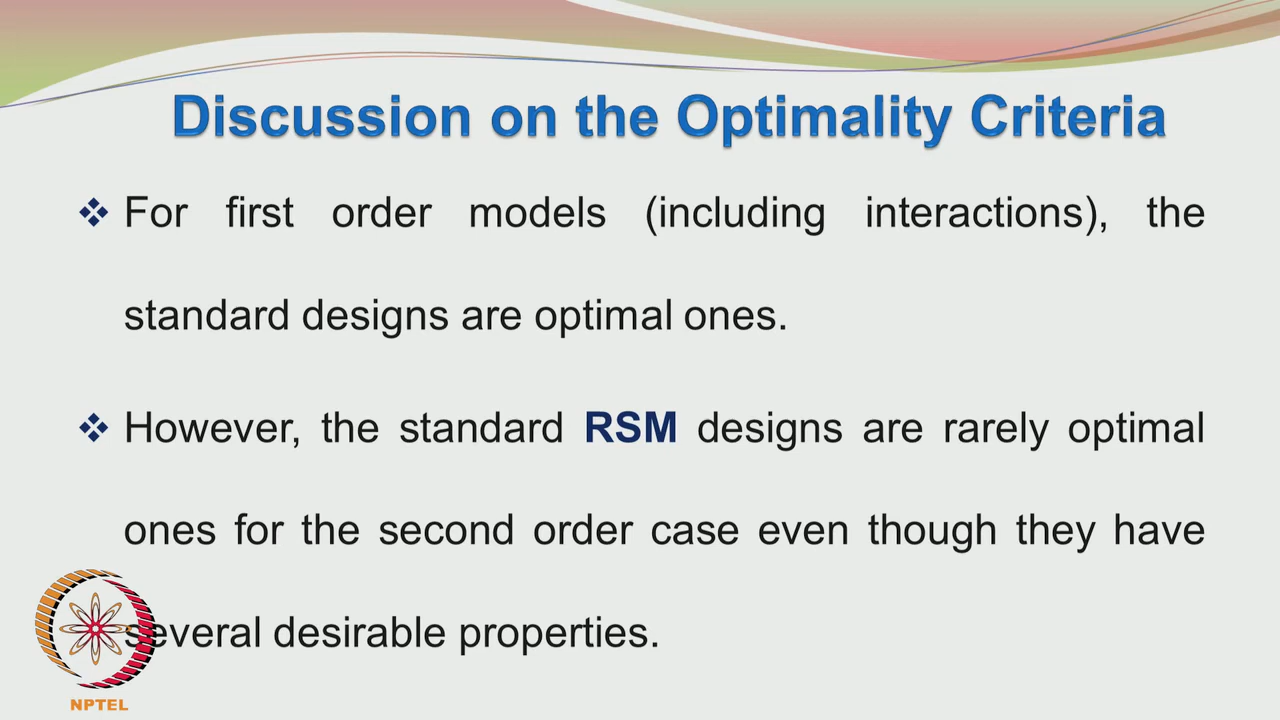 Discussion on the Optimality Criteria
❖ For first order models (including interactions), the
standard designs are optimal ones.
❖ However, the standard RSM designs are rarely optimal
ones for the second order case even though they have
several desirable properties.
NPTEL